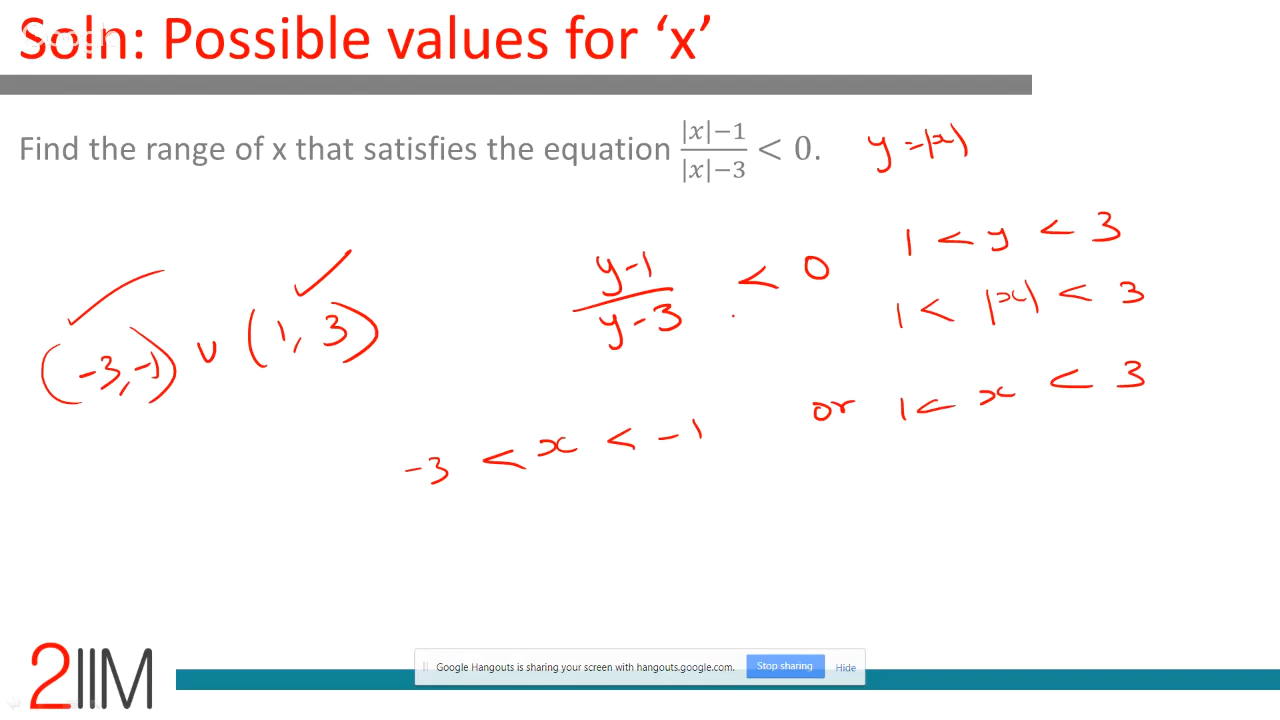 Soln: Possible values for ‘x’
Google
Find the range of x that satisfies the equation |x|−1 / |x|−3 < 0.
y = |x|
y-1 / y-3 < 0
1 < y < 3
1 < |x| < 3
(-3, -1) ∪ (1, 3)
-3 < x < -1 or 1 < x < 3
2IIM
Google Hangouts is sharing your screen with hangouts.google.com.
Stop sharing
Hide